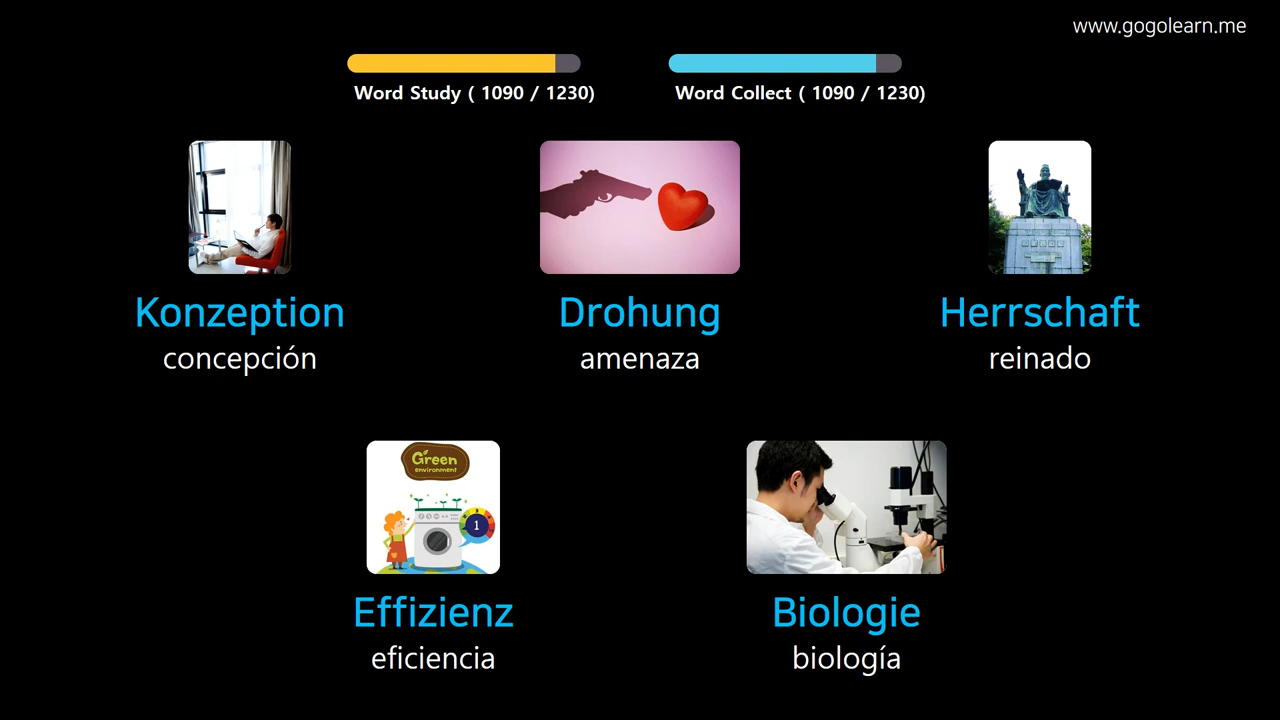 www.gogolearn.me
Word Study ( 1090 / 1230)
Word Collect ( 1090 / 1230)
Konzeption
concepción
Drohung
amenaza
Herrschaft
reinado
Green
environment
1
Effizienz
eficiencia
Biologie
biología